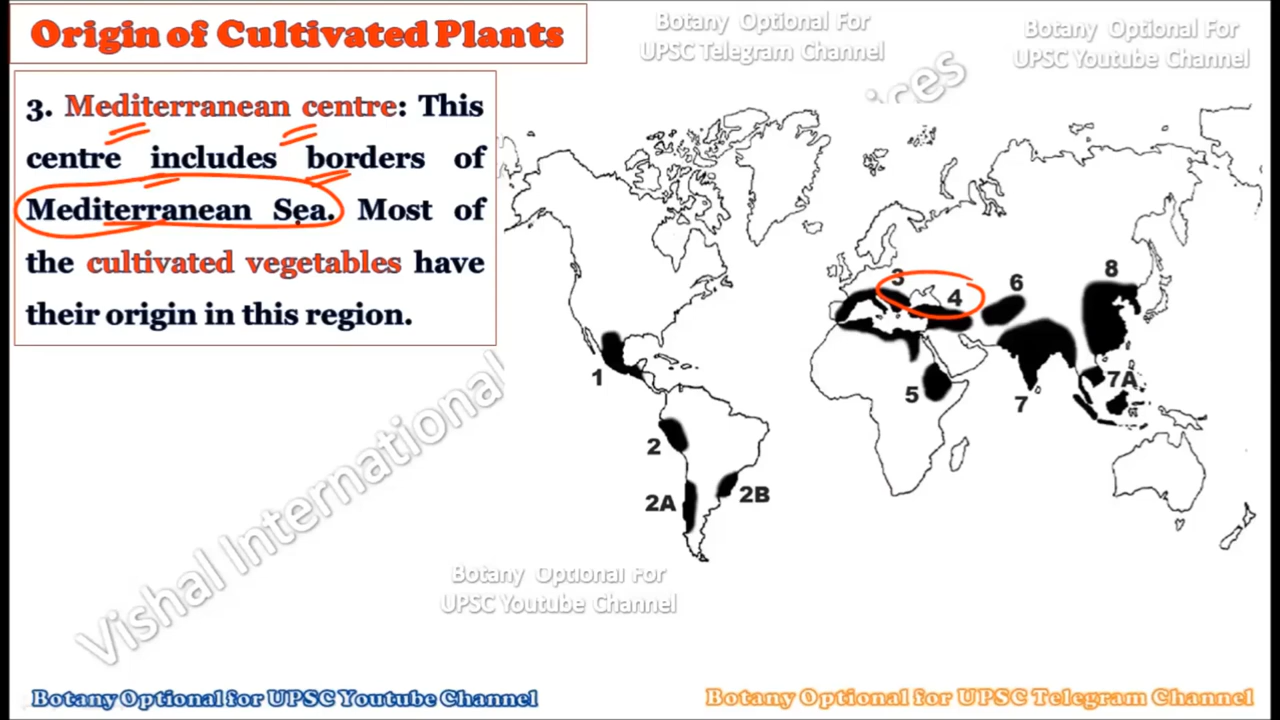 Origin of Cultivated Plants
Botany Optional For
UPSC Telegram Channel
Botany Optional For
UPSC Youtube Channel
3. Mediterranean centre: This
centre includes borders of
Mediterranean Sea. Most of
the cultivated vegetables have
their origin in this region.
3
4
6
8
1
5
7
7A
2
2A
2B
Vishal International
Botany Optional For
UPSC Youtube Channel
Botany Optional for UPSC Youtube Channel
Botany Optional for UPSC Telegram Channel